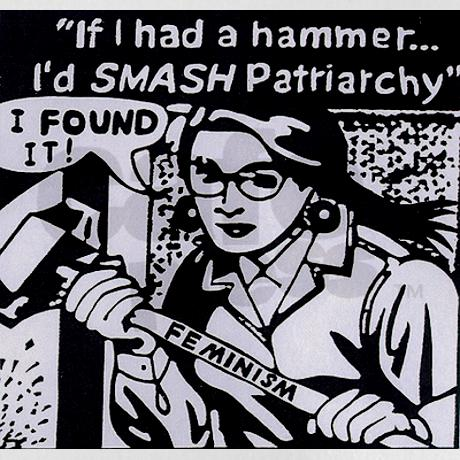 "If I had a hammer...
I'd SMASH Patriarchy"
I FOUND
IT!
FEMINISM